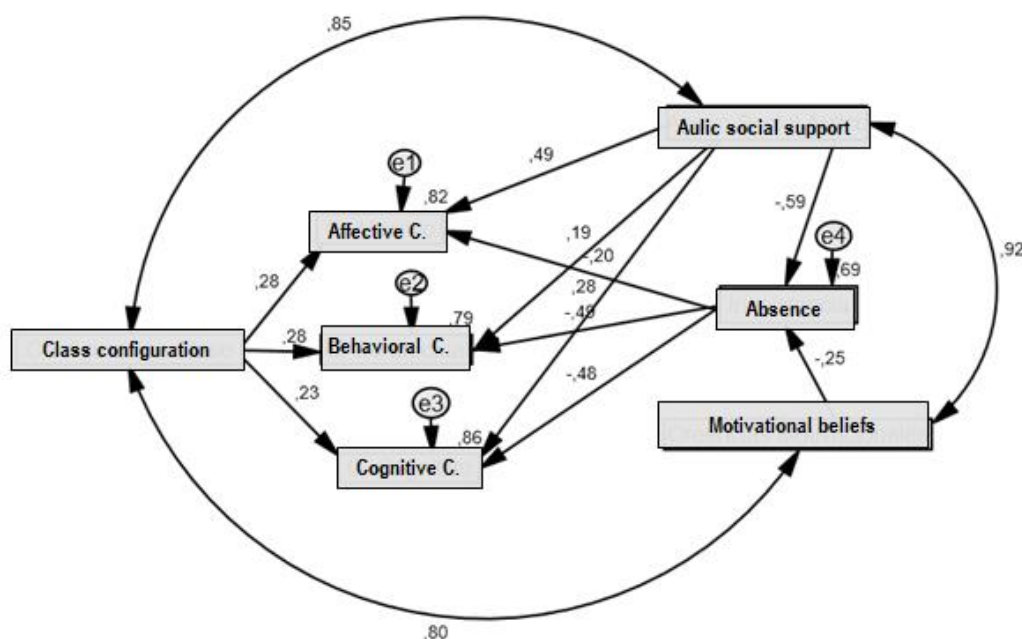 ,85
Aulic social support
e1
,49
,82
-,59
Affective C.
,19
e4
-,20
,92
,28
e2
,28
,69
,79
-,49
Absence
Class configuration
,28
Behavioral C.
-,25
,23
-,48
e3
Motivational beliefs
,86
Cognitive C.
,80